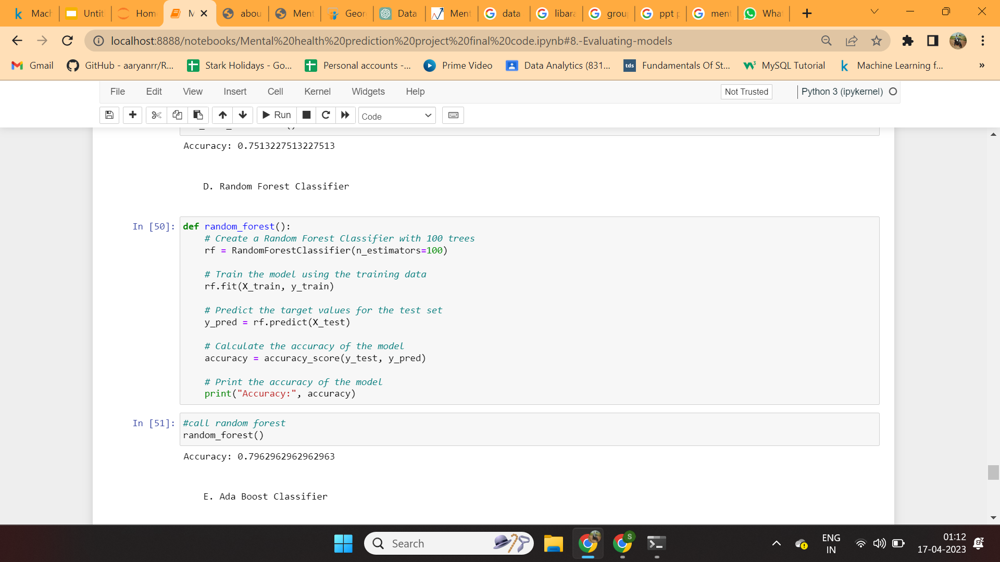 Mach
Untit
Hom
M
abou
Ment
Geor
Data
Ment
data
libara
grou
ppt p
ment
What
localhost:8888/notebooks/Mental%20health%20prediction%20project%20final%20code.ipynb#8.-Evaluating-models
Gmail
GitHub - aaryanrr/R...
Stark Holidays - Go...
Personal accounts -...
Prime Video
Data Analytics (831...
tds
Fundamentals Of St...
MySQL Tutorial
Machine Learning f...
»
File Edit View Insert Cell Kernel Widgets Help
Not Trusted
Python 3 (ipykernel)
Run
Code
Accuracy: 0.7513227513227513
D. Random Forest Classifier
In [50]:
def random_forest():
# Create a Random Forest Classifier with 100 trees
rf = RandomForestClassifier(n_estimators=100)
# Train the model using the training data
rf.fit(X_train, y_train)
# Predict the target values for the test set
y_pred = rf.predict(X_test)
# Calculate the accuracy of the model
accuracy = accuracy_score(y_test, y_pred)
# Print the accuracy of the model
print("Accuracy:", accuracy)
In [51]:
#call random forest
random_forest()
Accuracy: 0.7962962962962963
E. Ada Boost Classifier
Search
S
ENG
IN
01:12
17-04-2023